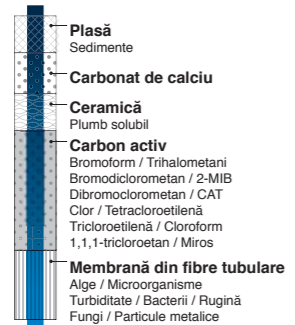 Plasă
Sedimente
Carbonat de calciu
Ceramică
Plumb solubil
Carbon activ
Bromoform / Trihalometani
Bromodiclorometan / 2-MIB
Dibromoclorometan / CAT
Clor / Tetracloroetilenă
Tricloroetilenă / Cloroform
1,1,1-tricloroetan / Miros
Membrană din fibre tubulare
Alge / Microorganisme
Turbiditate / Bacterii / Rugină
Fungi / Particule metalice